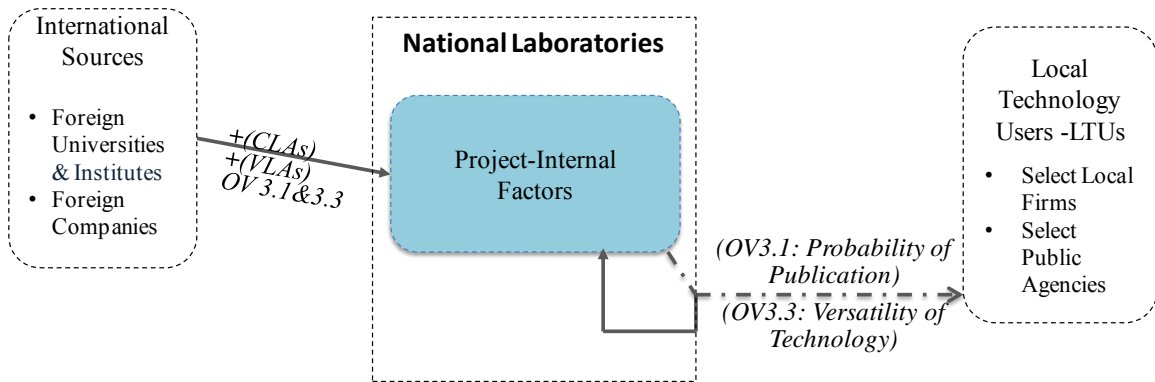 International
Sources
• Foreign
Universities
& Institutes
• Foreign
Companies
+(CLAs)
+(VLAs)
OV 3.1&3.3
National Laboratories
Project-Internal
Factors
(OV3.1: Probability of
Publication)
(OV3.3: Versatility of
Technology)
Local
Technology
Users -LTUs
• Select Local
Firms
• Select
Public
Agencies